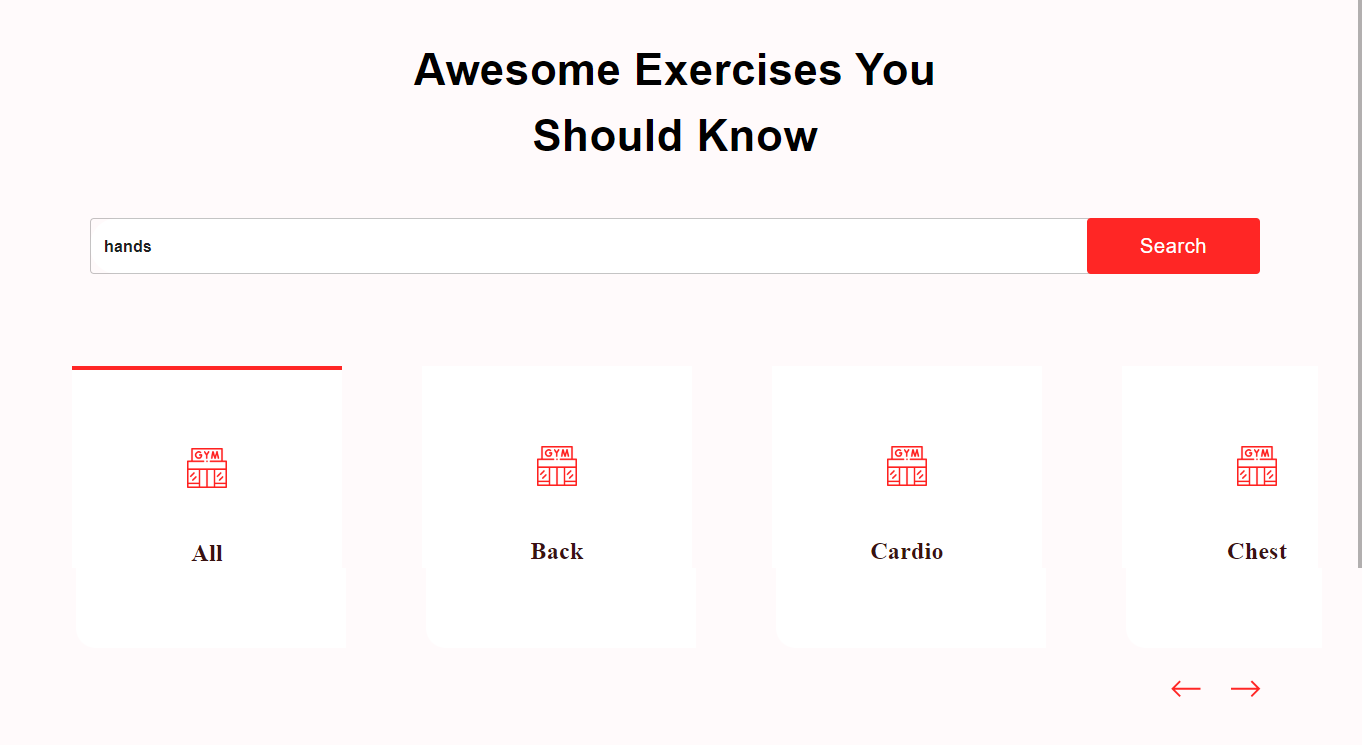 Awesome Exercises You
Should Know
hands
Search
GYM
GYM
GYM
GYM
All
Back
Cardio
Chest